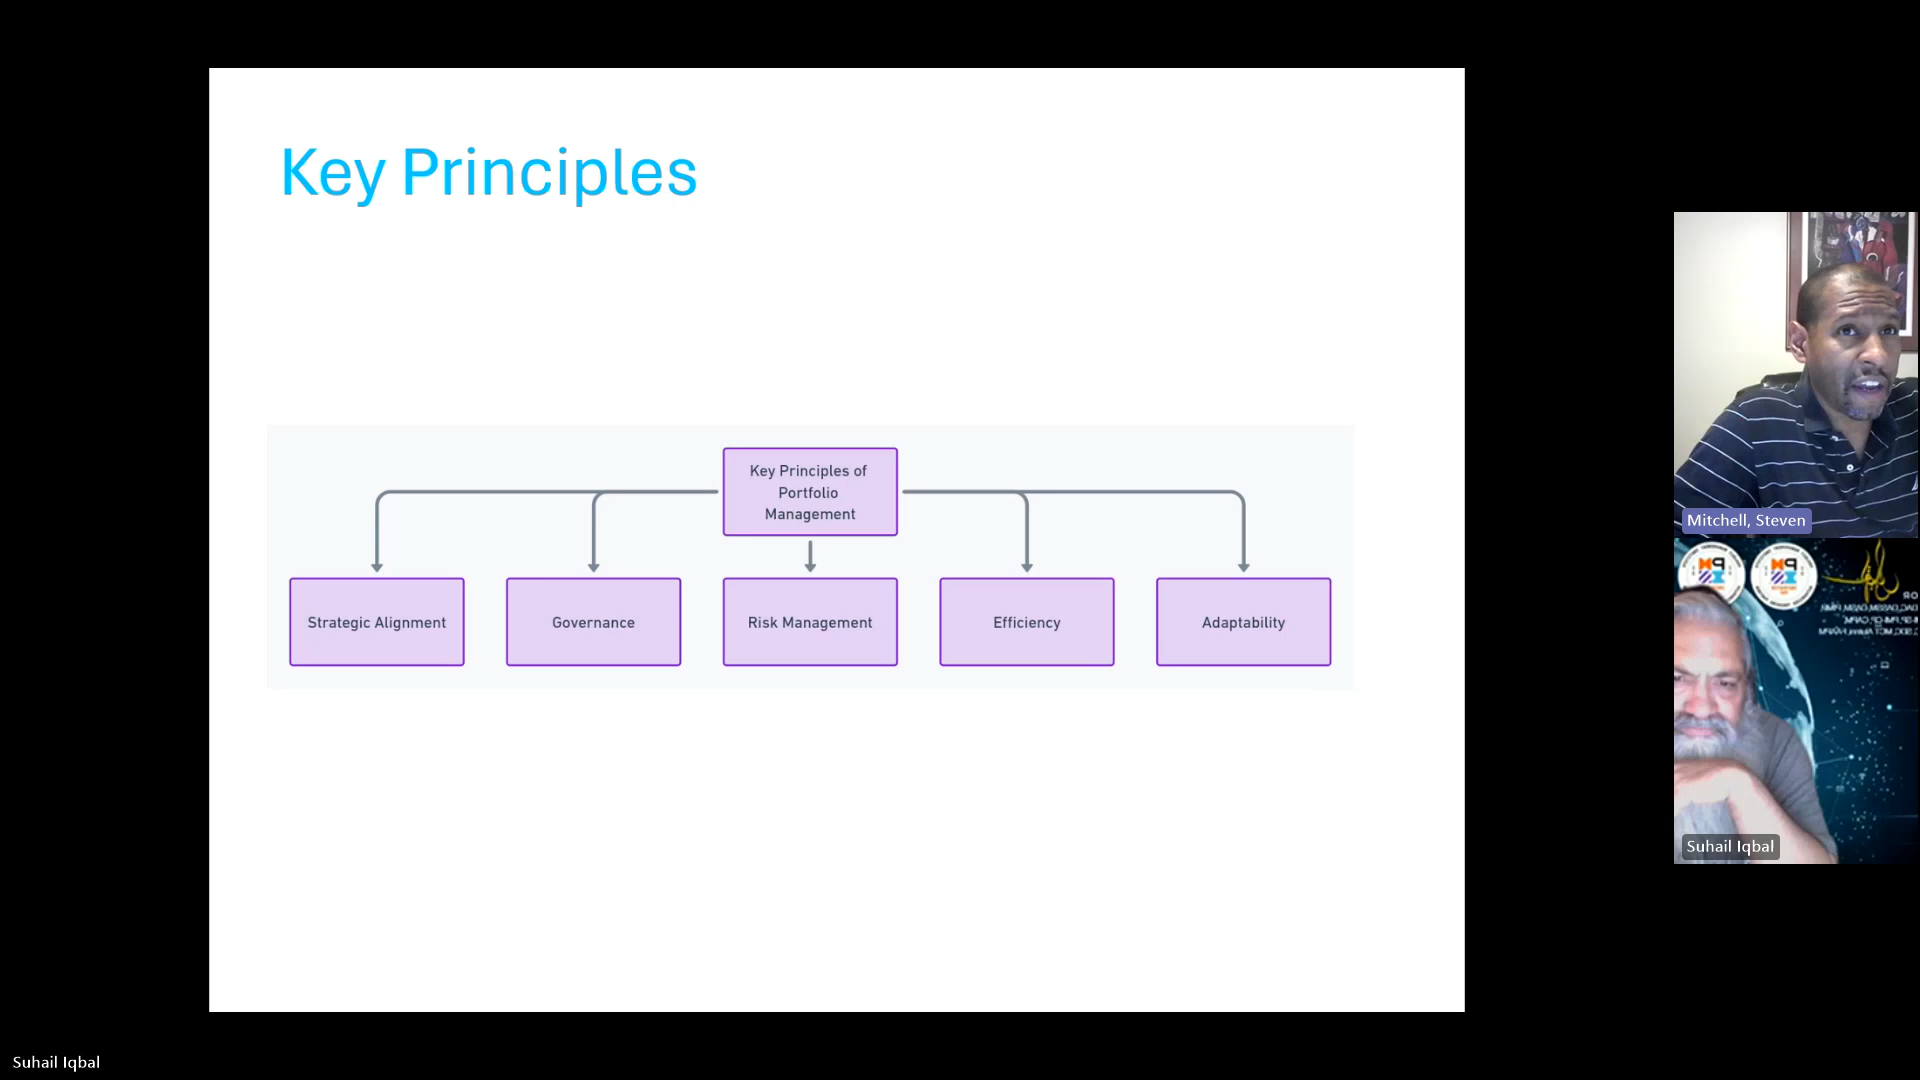 Key Principles
Key Principles of
Portfolio
Management
Strategic Alignment
Governance
Risk Management
Efficiency
Adaptability
Mitchell, Steven
Suhail Iqbal
Suhail Iqbal